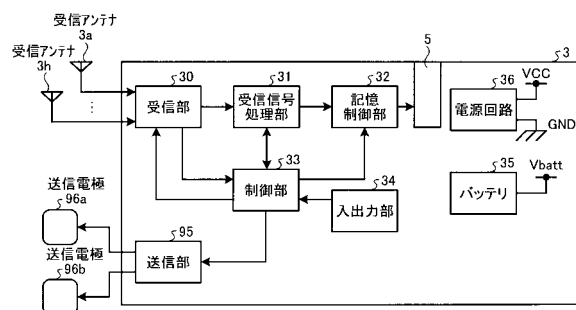 受信アンテナ
3a
受信アンテナ
3h
30
受信部
31
受信信号
処理部
32
記憶
制御部
5
3
36
電源回路
VCC
GND
33
制御部
34
入出力部
35
バッテリ
Vbatt
送信電極
96a
95
送信部
送信電極
96b